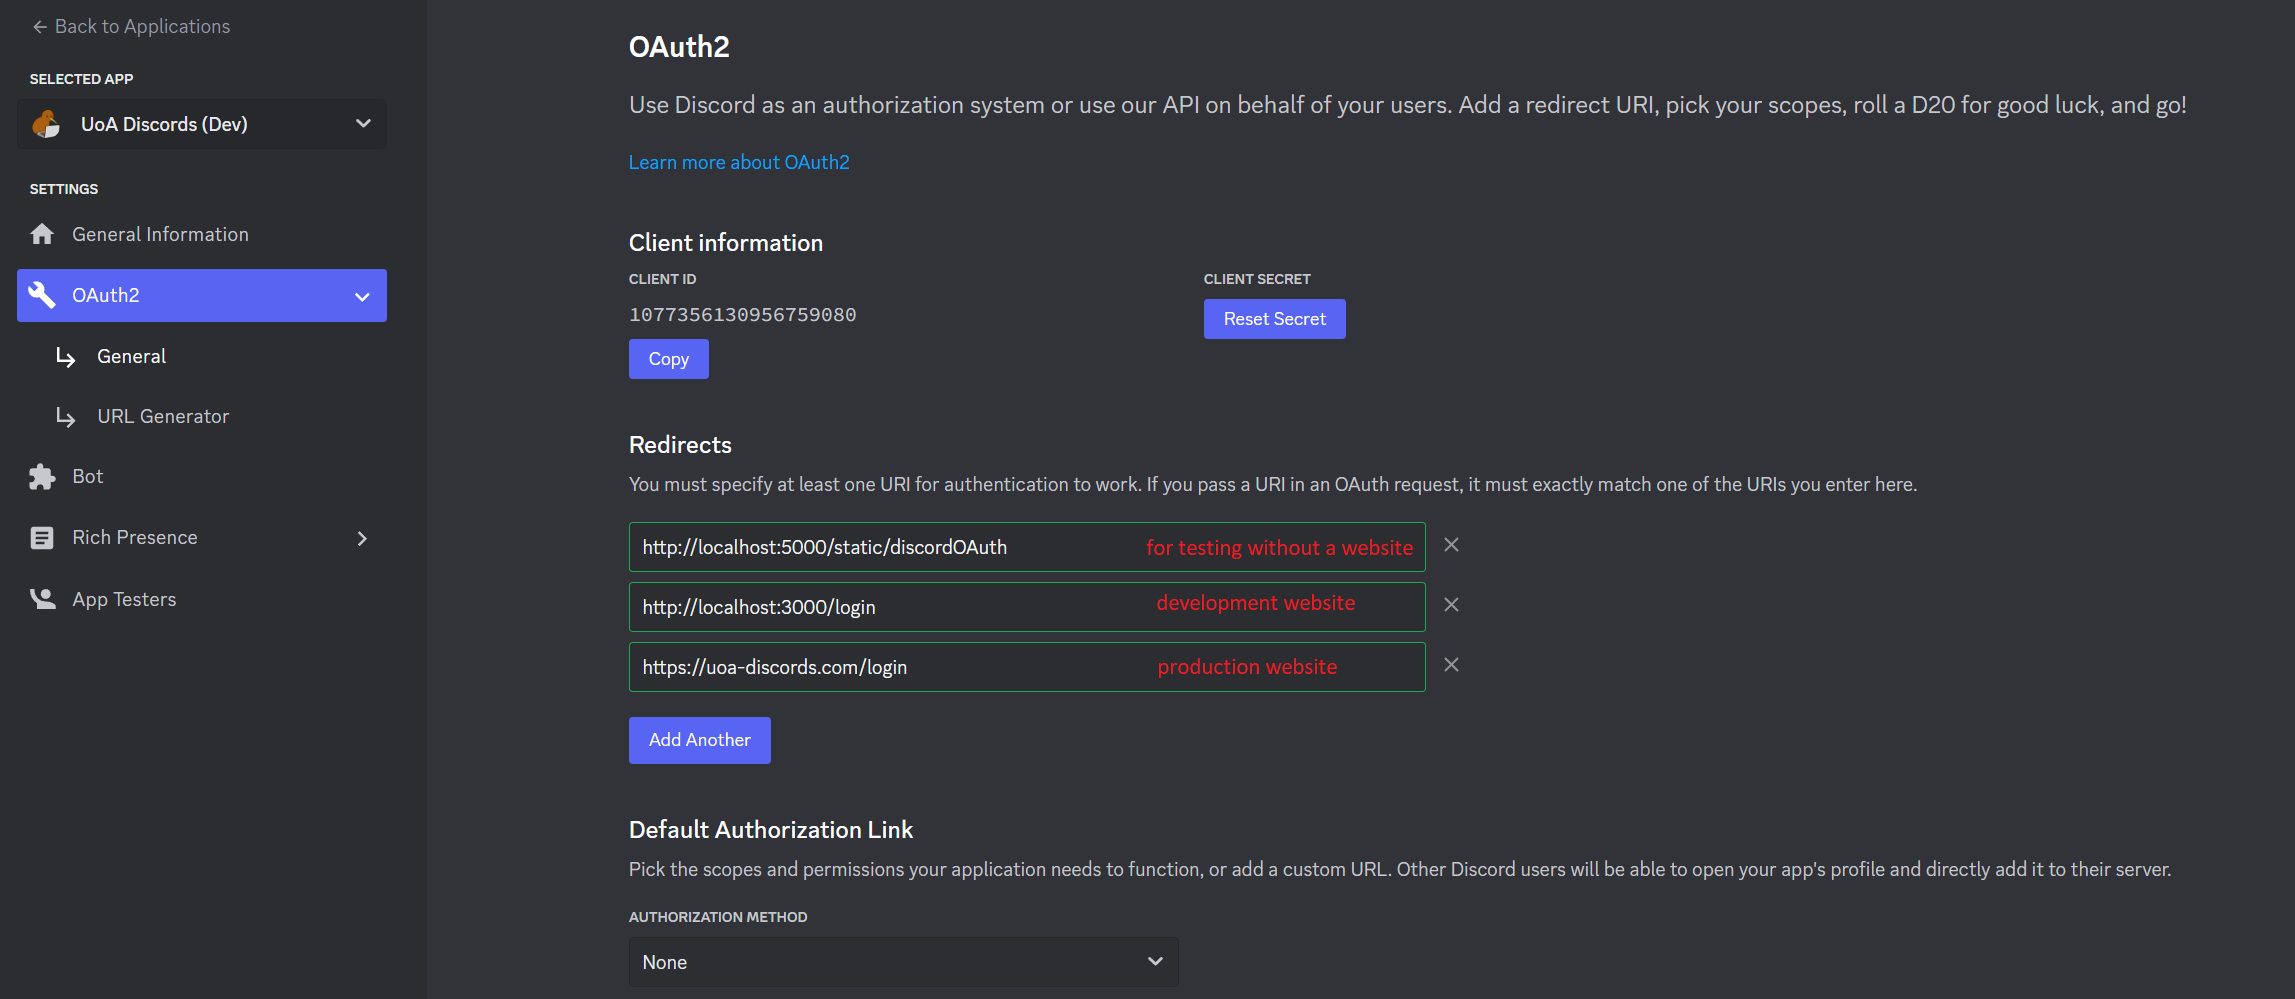 Back to Applications
SELECTED APP
UoA Discords (Dev)
SETTINGS
General Information
OAuth2
General
URL Generator
Bot
Rich Presence
App Testers
OAuth2
Use Discord as an authorization system or use our API on behalf of your users. Add a redirect URI, pick your scopes, roll a D20 for good luck, and go!
Learn more about OAuth2
Client information
CLIENT ID
1077356130956759080
Copy
CLIENT SECRET
Reset Secret
Redirects
You must specify at least one URI for authentication to work. If you pass a URI in an OAuth request, it must exactly match one of the URIs you enter here.
http://localhost:5000/static/discordOAuth for testing without a website
http://localhost:3000/login development website
https://uoa-discords.com/login production website
Add Another
Default Authorization Link
Pick the scopes and permissions your application needs to function, or add a custom URL. Other Discord users will be able to open your app's profile and directly add it to their server.
AUTHORIZATION METHOD
None